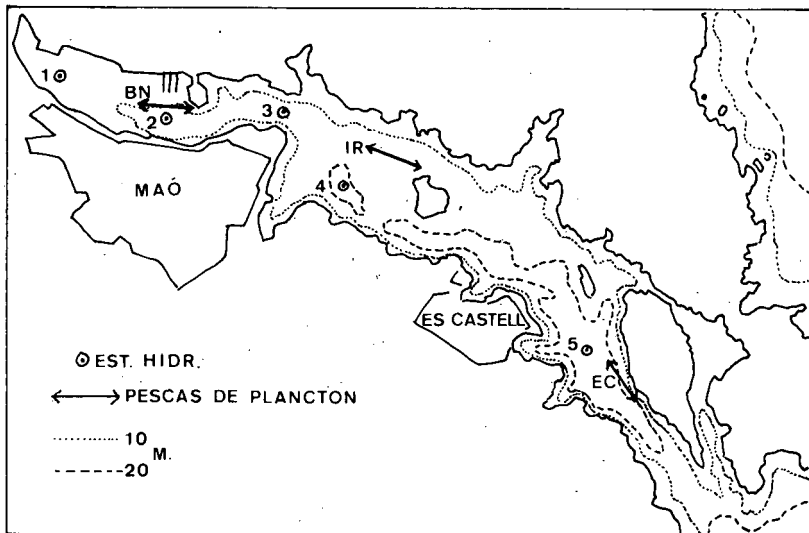 1
BN
2
3
IR
4
MAÓ
ES CASTELL
5
EC
EST. HIDR.
PESCAS DE PLANCTON
10
M.
20